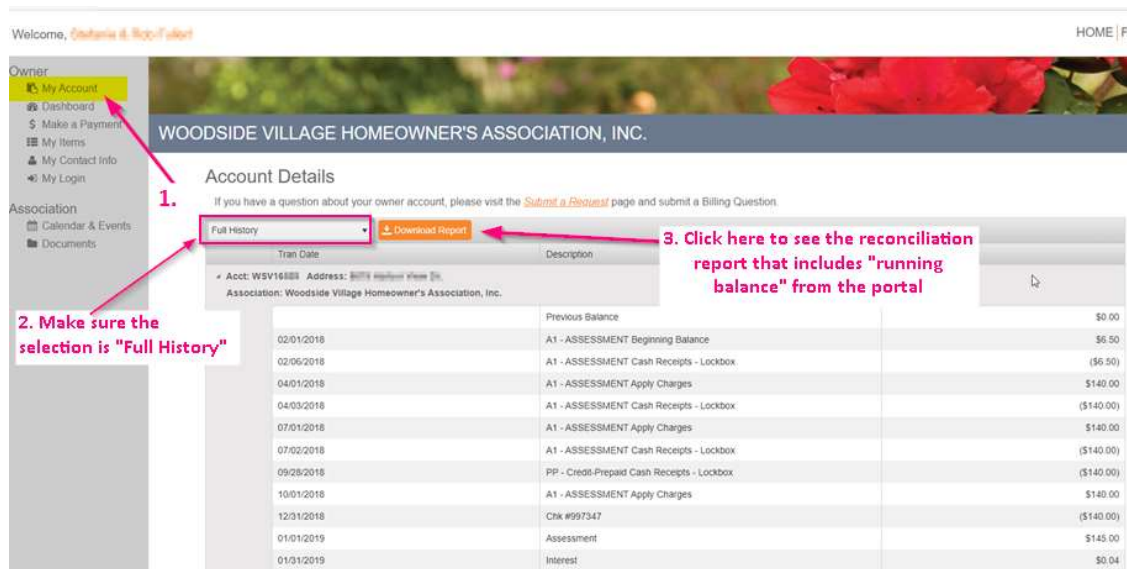 Welcome,
HOME F
Owner
My Account
Dashboard
$ Make a Payment
My Items
My Contact Info
My Login
Association
Calendar & Events
Documents
1.
WOODSIDE VILLAGE HOMEOWNER'S ASSOCIATION, INC.
Account Details
If you have a question about your owner account, please visit the Submit a Request page and submit a Billing Question.
Full History
Download Report
2. Make sure the
selection is "Full History"
3. Click here to see the reconciliation
report that includes "running
balance" from the portal
Tran Date Description
Acct: WSV16 Address:
Association: Woodside Village Homeowner's Association, Inc.
Previous Balance $0.00
02/01/2018 A1 - ASSESSMENT Beginning Balance $6.50
02/06/2018 A1 - ASSESSMENT Cash Receipts - Lockbox ($6.50)
04/01/2018 A1 - ASSESSMENT Apply Charges $140.00
04/03/2018 A1 - ASSESSMENT Cash Receipts - Lockbox ($140.00)
07/01/2018 A1 - ASSESSMENT Apply Charges $140.00
07/02/2018 A1 - ASSESSMENT Cash Receipts - Lockbox ($140.00)
09/28/2018 PP - Credit-Prepaid Cash Receipts - Lockbox ($140.00)
10/01/2018 A1 - ASSESSMENT Apply Charges $140.00
12/31/2018 Chk #997347 ($140.00)
01/01/2019 Assessment $145.00
01/31/2019 Interest $0.04